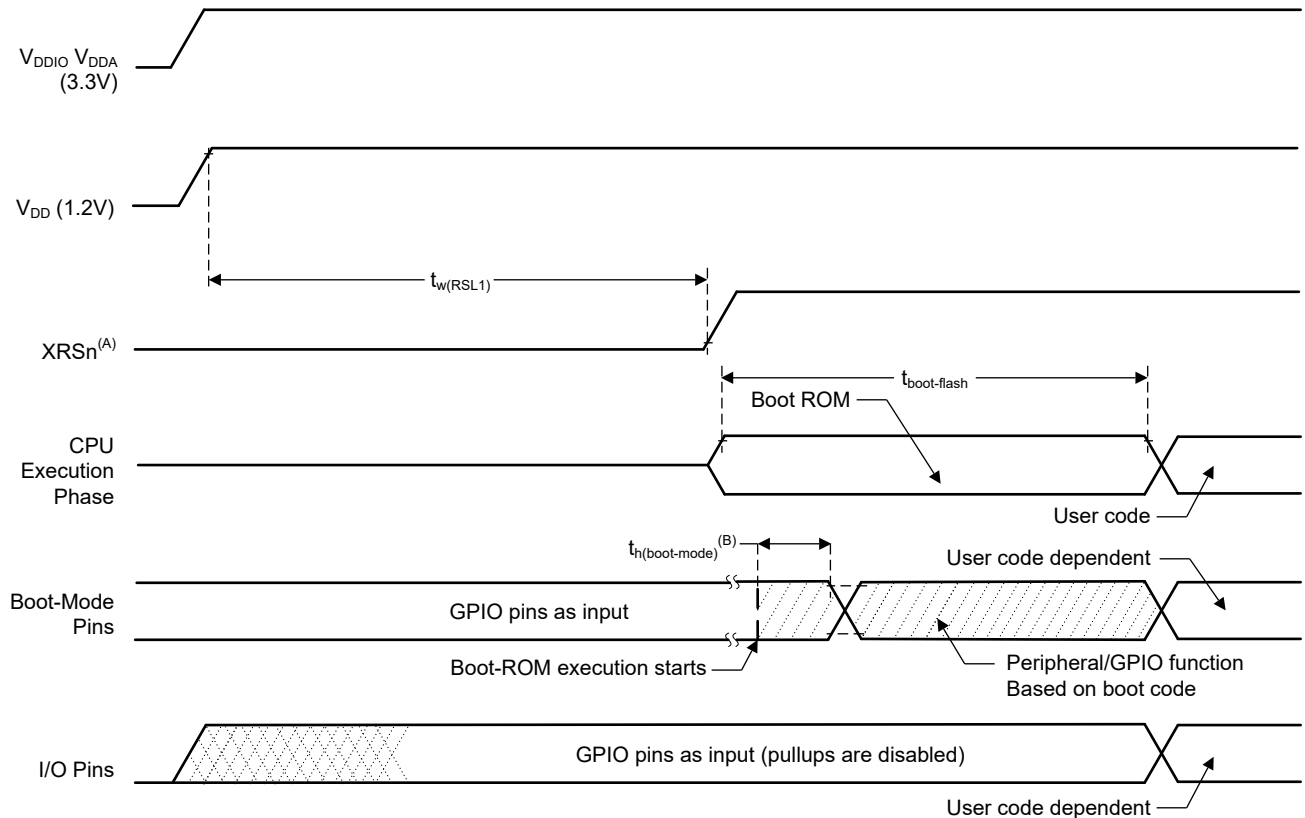 VDDIO VDDA
(3.3V)
VDD (1.2V)
tw(RSL1)
XRSn(A)
tboot-flash
Boot ROM
CPU
Execution
Phase
User code
th(boot-mode)(B)
User code dependent
Boot-Mode
Pins
GPIO pins as input
Boot-ROM execution starts
Peripheral/GPIO function
Based on boot code
I/O Pins
GPIO pins as input (pullups are disabled)
User code dependent